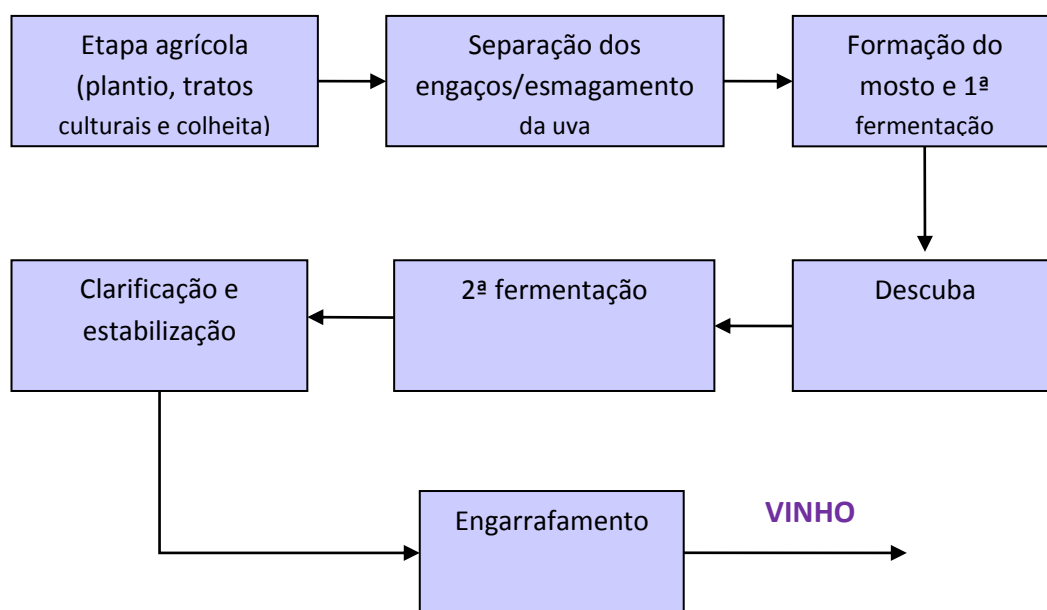 Etapa agrícola
(plantio, tratos
culturais e colheita)
Separação dos
engaços/esmagamento
da uva
Formação do
mosto e 1ª
fermentação
Descuba
2ª fermentação
Clarificação e
estabilização
Engarrafamento
VINHO